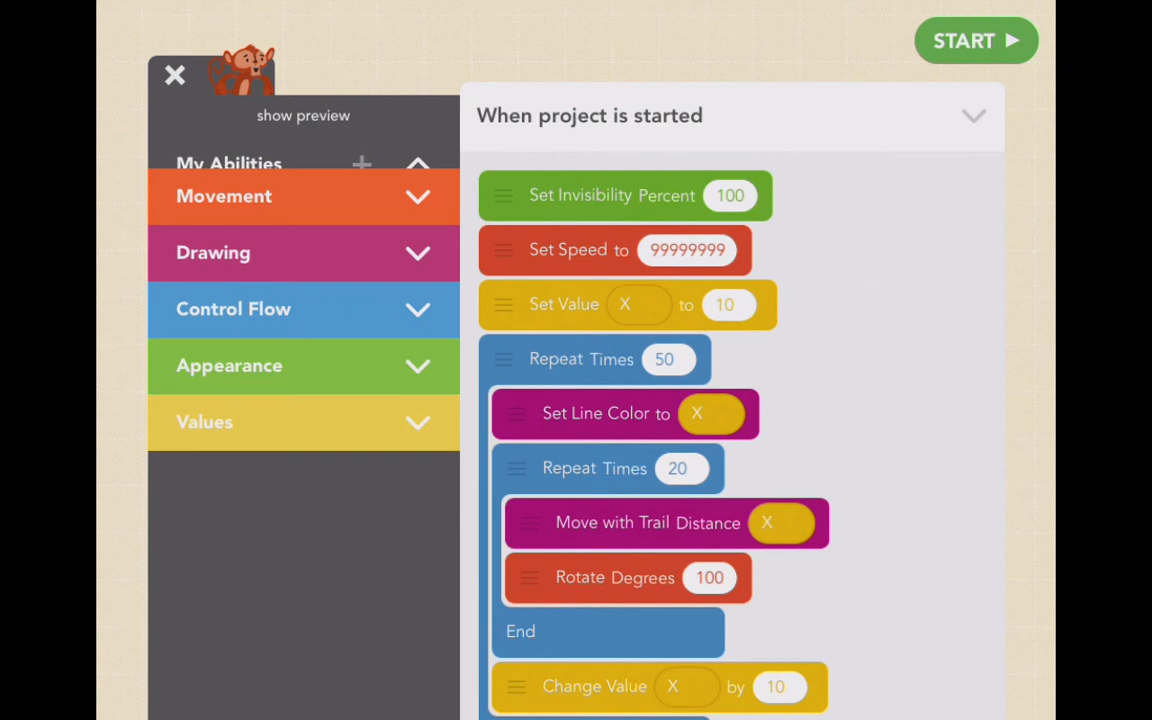 START
show preview
When project is started
My Abilities
Movement
Drawing
Control Flow
Appearance
Values
Set Invisibility Percent 100
Set Speed to 99999999
Set Value X to 10
Repeat Times 50
Set Line Color to X
Repeat Times 20
Move with Trail Distance X
Rotate Degrees 100
End
Change Value X by 10